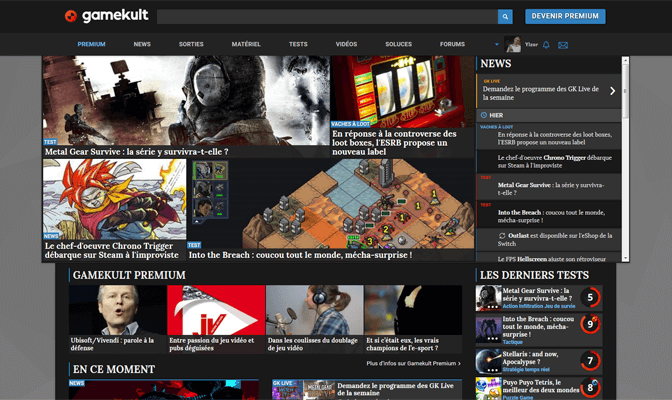 gamekult
DEVENIR PREMIUM
PREMIUM NEWS SORTIES MATÉRIEL TESTS VIDÉOS SOLUCES FORUMS Yiser
TEST
Metal Gear Survive : la série y survivra-t-elle ?
VACHES À LOOT
En réponse à la controverse des
loot boxes, l'ESRB propose un
nouveau label
NEWS
Le chef-d'oeuvre Chrono Trigger
débarque sur Steam à l'improviste
TEST
Into the Breach : coucou tout le monde, mécha-surprise !
NEWS
GK LIVE
Demandez le programme des GK Live de
la semaine
HIER
VACHES À LOOT
En réponse à la controverse des loot boxes,
l'ESRB propose un nouveau label
Le chef-d'oeuvre Chrono Trigger débarque
sur Steam à l'improviste
TEST
Metal Gear Survive : la série y survivra-
t-elle ?
TEST
Into the Breach : coucou tout le monde,
mécha-surprise !
Outlast est disponible sur l'eShop de la
Switch
Le FPS Hellscreen ajuste son rétroviseur
GAMEKULT PREMIUM
Ubisoft/Vivendi : parole à la
défense
jv
Entre passion du jeu vidéo et
pubs déguisées
Dans les coulisses du doublage
de jeu vidéo
Et si c'était eux, les vrais
champions de l'e-sport ?
Plus d'infos sur Gamekult Premium >
EN CE MOMENT
NEWS
GK LIVE
Demandez le programme des GK Live
de la semaine
LES DERNIERS TESTS
Metal Gear Survive : la
série y survivra-t-elle ?
Action Infiltration Jeu de survie
5
Into the Breach : coucou
tout le monde, mécha-
surprise !
Tactique
9
Stellaris : and now,
Apocalypse ?
Stratégie temps réel
7
Puyo Puyo Tetris, le
meilleur des deux mondes
Puzzle Game
8